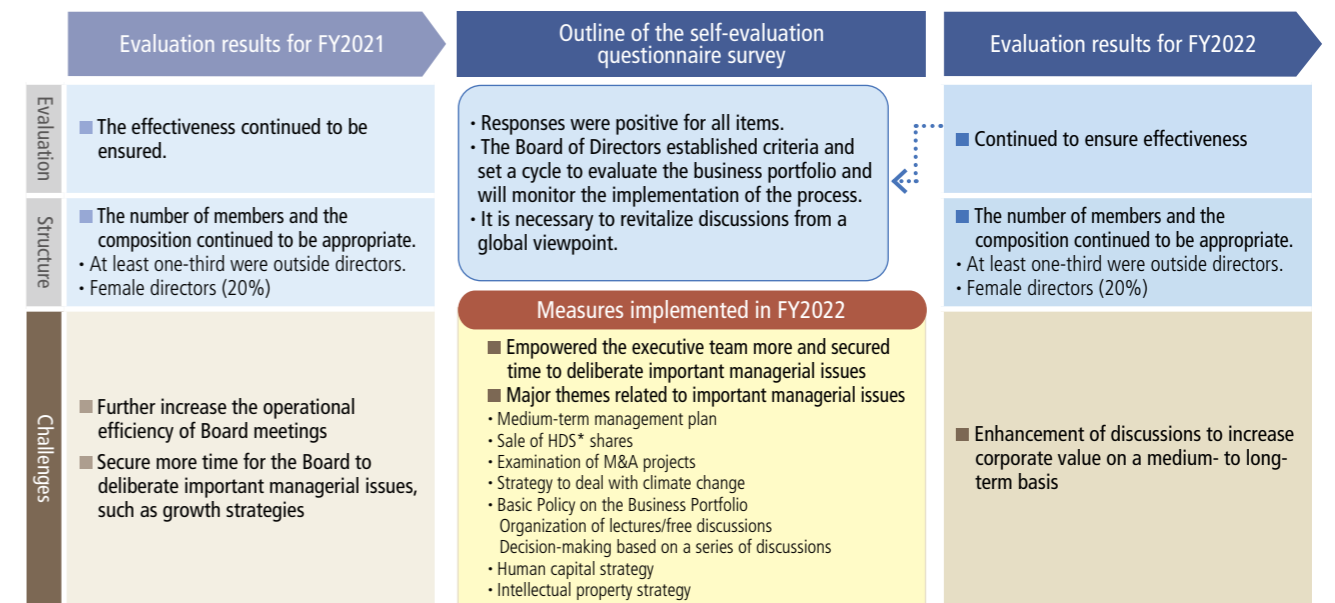 Evaluation results for FY2021
Outline of the self-evaluation
questionnaire survey
Evaluation results for FY2022
Evaluation
■ The effectiveness continued to be
ensured.
・Responses were positive for all items.
・The Board of Directors established criteria and
set a cycle to evaluate the business portfolio and
will monitor the implementation of the process.
・It is necessary to revitalize discussions from a
global viewpoint.
■ Continued to ensure effectiveness
Structure
■ The number of members and the
composition continued to be appropriate.
・At least one-third were outside directors.
・Female directors (20%)
■ The number of members and the
composition continued to be appropriate.
・At least one-third were outside directors.
・Female directors (20%)
Challenges
■ Further increase the operational
efficiency of Board meetings
■ Secure more time for the Board to
deliberate important managerial issues,
such as growth strategies
Measures implemented in FY2022
■ Empowered the executive team more and secured
time to deliberate important managerial issues
■ Major themes related to important managerial issues
・Medium-term management plan
・Sale of HDS* shares
・Examination of M&A projects
・Strategy to deal with climate change
・Basic Policy on the Business Portfolio
Organization of lectures/free discussions
Decision-making based on a series of discussions
・Human capital strategy
・Intellectual property strategy
■ Enhancement of discussions to increase
corporate value on a medium- to long-
term basis